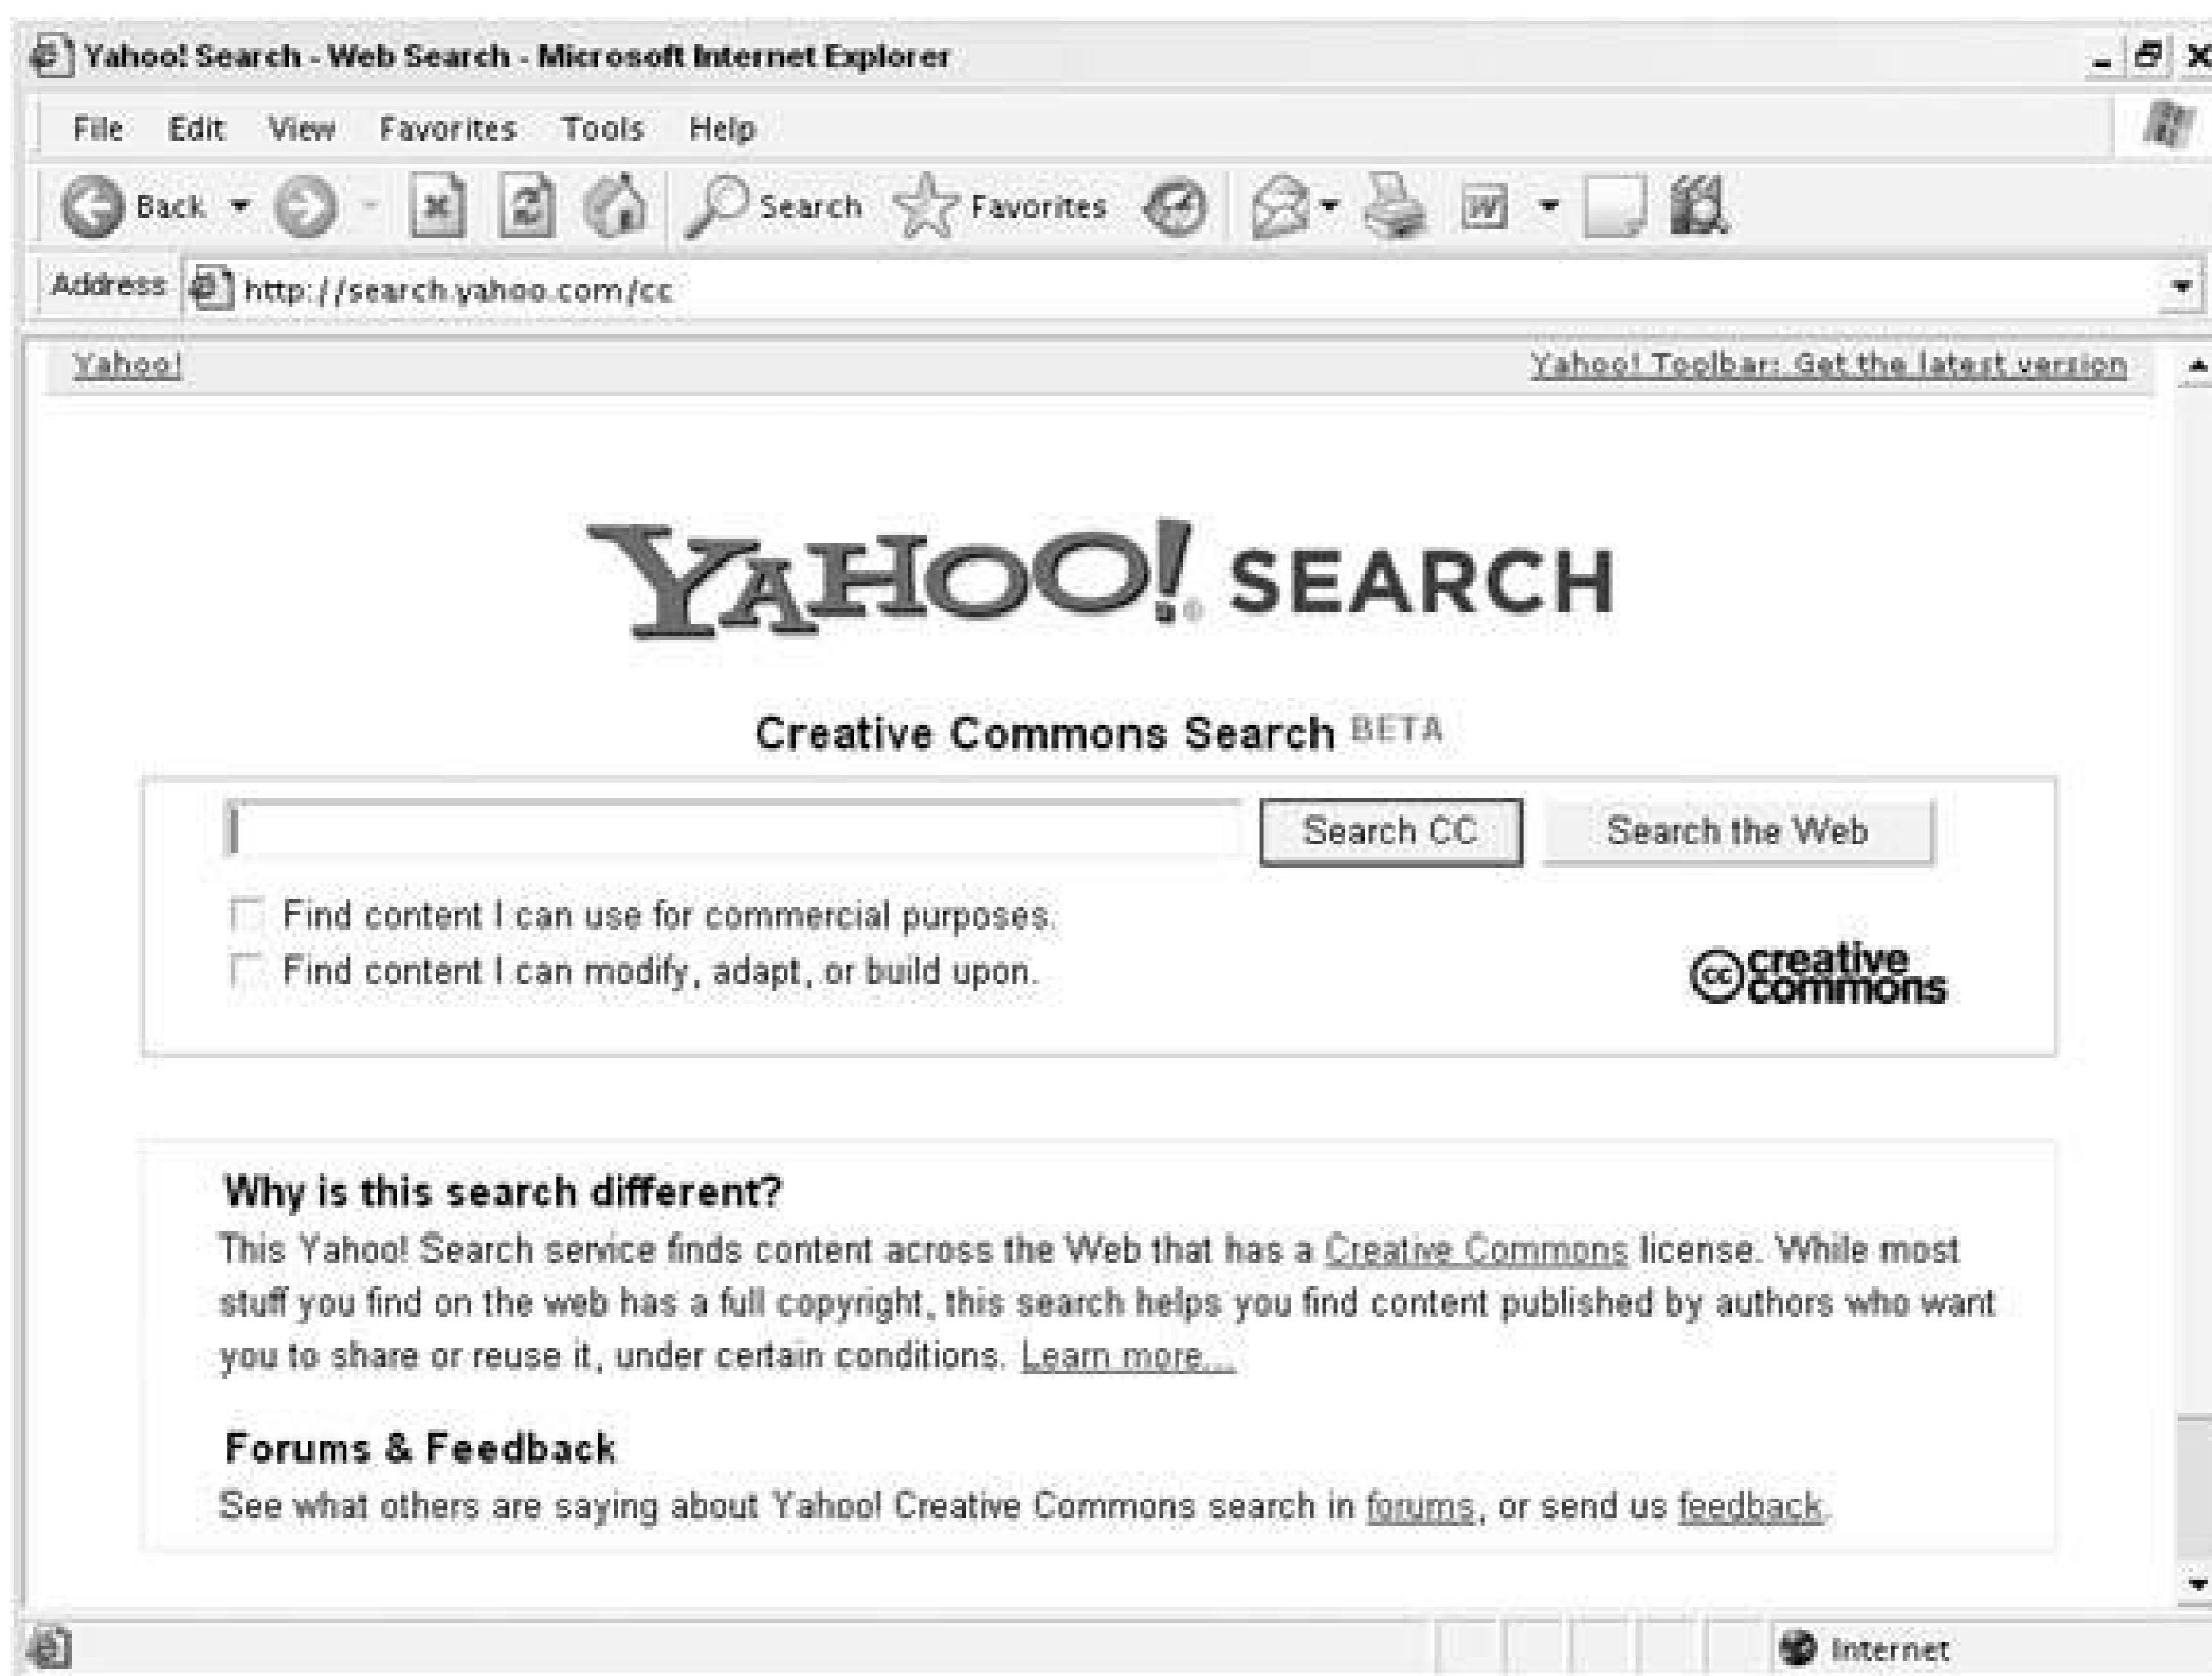 Yahoo! Search - Web Search - Microsoft Internet Explorer
File Edit View Favorites Tools Help
Back Search Favorites
Address http://search.yahoo.com/cc
Yahoo! Yahoo! Toolbar: Get the latest version
YAHOO!® SEARCH
Creative Commons Search BETA
Search CC Search the Web
Find content I can use for commercial purposes.
Find content I can modify, adapt, or build upon.
cc creative
commons
Why is this search different?
This Yahoo! Search service finds content across the Web that has a Creative Commons license. While most
stuff you find on the web has a full copyright, this search helps you find content published by authors who want
you to share or reuse it, under certain conditions. Learn more...
Forums & Feedback
See what others are saying about Yahoo! Creative Commons search in forums, or send us feedback.
Internet